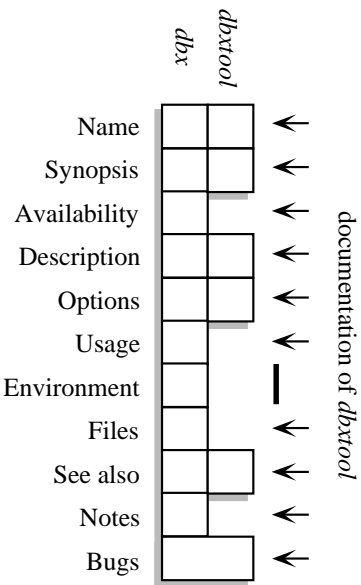 dbx
dbxtool
Name
Synopsis
Availability
Description
Options
Usage
Environment
Files
See also
Notes
Bugs
documentation of dbxtool